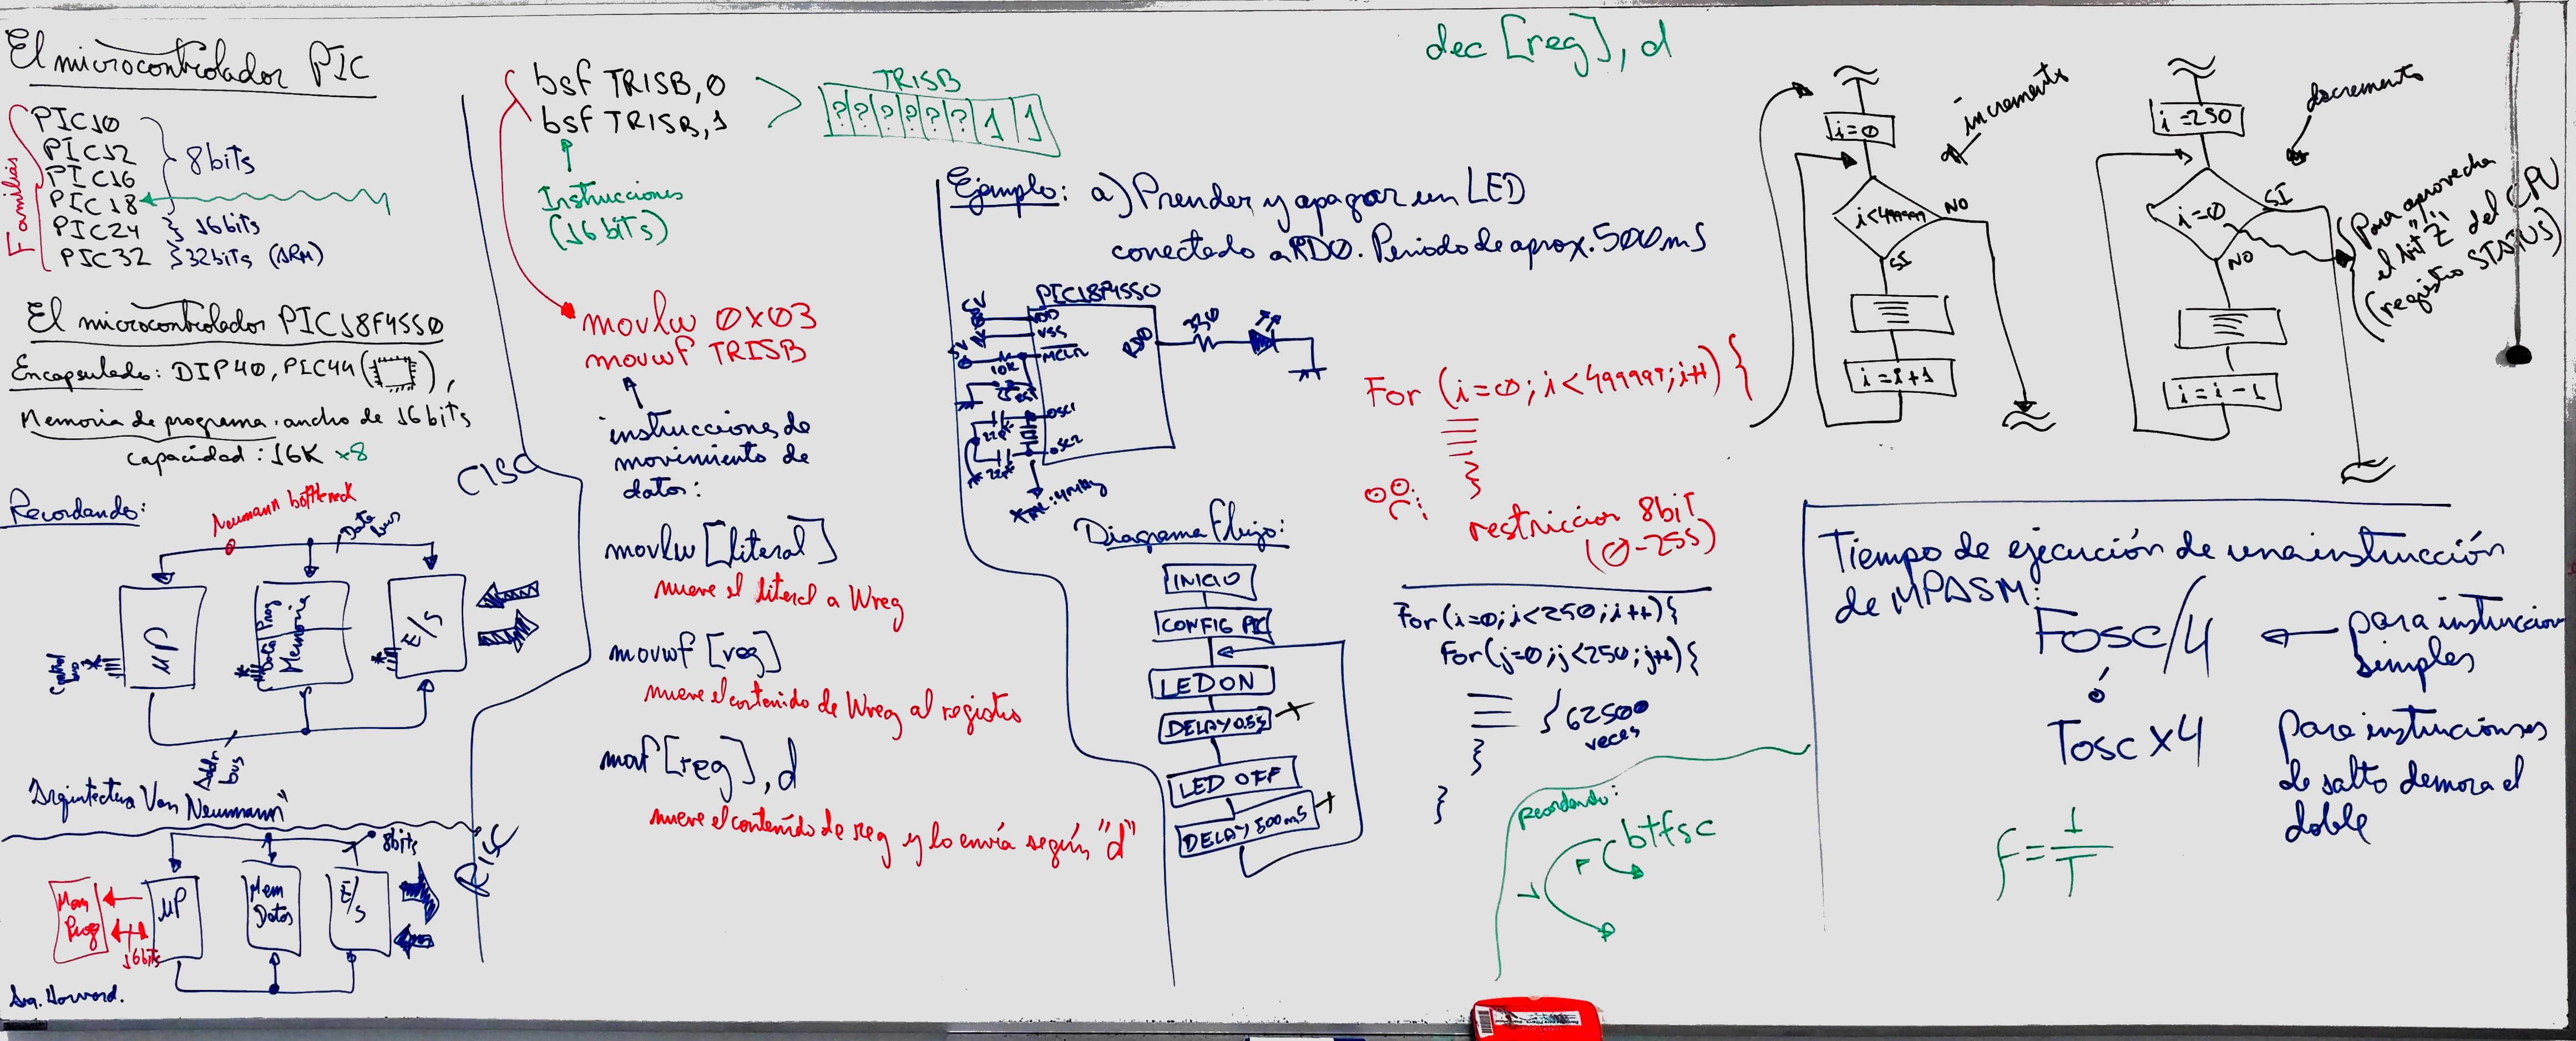 El microcontrolador PIC
Familias
PIC10
PIC12
PIC16
PIC18
PIC24
PIC32
8bits
16bits
32bits (ARM)
El microcontrolador PIC18F4550
Encapsulado: DIP40, PIC44 ( ),
Memoria de programa: ancho de 16bits
capacidad: 16K x8
Recordando:
Neumann bottleneck
Data bus
μP
Prog
Data
Memoria
E/S
Control bus
Addr bus
Arquitectura Von Neumann"
CISC
RISC
8bits
Mem Prog
16bits
μP
Mem Datos
E/S
Arq. Harvard.
bsf TRISB,0
bsf TRISB,1
TRISB
? ? ? ? ? ? 1 1
Instrucciones
(16bits)
movlw 0X03
movwf TRISB
instrucciones de
movimiento de
datos:
movlw [literal]
mueve el literal a Wreg
movwf [reg]
mueve el contenido de Wreg al registro
movf [reg], d
mueve el contenido de reg y lo envía según "d"
Ejemplo: a) Prender y apagar un LED
conectado a RD0. Periodo de aprox. 500mS
PIC18F4550
5V
VDD
VSS
5V
MCLR
10K
RD0
330
OSC1
OSC2
22pF
22pF
XTAL: 4MHz
Diagrama flujo:
INICIO
CONFIG PIC
LED ON
DELAY 0.5S
LED OFF
DELAY 500mS
dec [reg], d
For (i=0; i<49999; i++) {
}
restriccion 8bit
(0-255)
For (i=0; i<250; i++) {
For (j=0; j<250; j++) {
} 62500
veces
}
}
recordando:
btfsc
F
V
i=0
incremento
i<49999
NO
SI
i=i+1
i=250
decremento
i=0
SI
NO
i=i-1
Para aprovecha
el bit "Z" del CPU
(registro STATUS)
Tiempo de ejecución de una instrucción
de MPASM:
Fosc/4
para instruccion
simples
ó
Tosc x4
para instrucciones
de salto demora el
doble
f=1/T